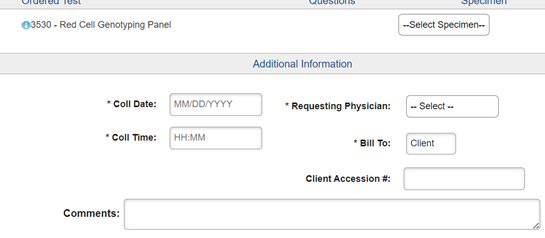 Ordered Test Questions Specimen
3530 - Red Cell Genotyping Panel --Select Specimen--
Additional Information
* Coll Date: MM/DD/YYYY * Requesting Physician: -- Select --
* Coll Time: HH:MM * Bill To: Client
Client Accession #:
Comments: